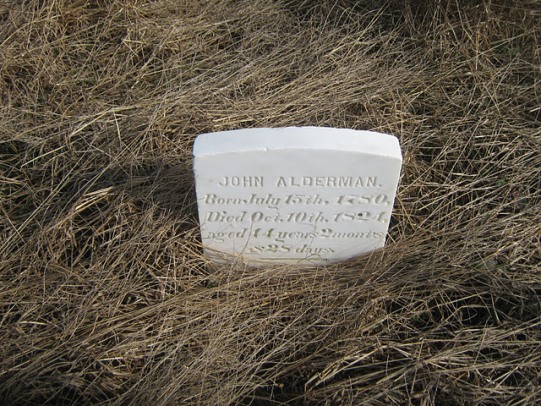 JOHN ALDERMAN.
Born July 15th, 1780.
Died Oct. 10th, 1824.
aged 44 years 2 months
& 25 days